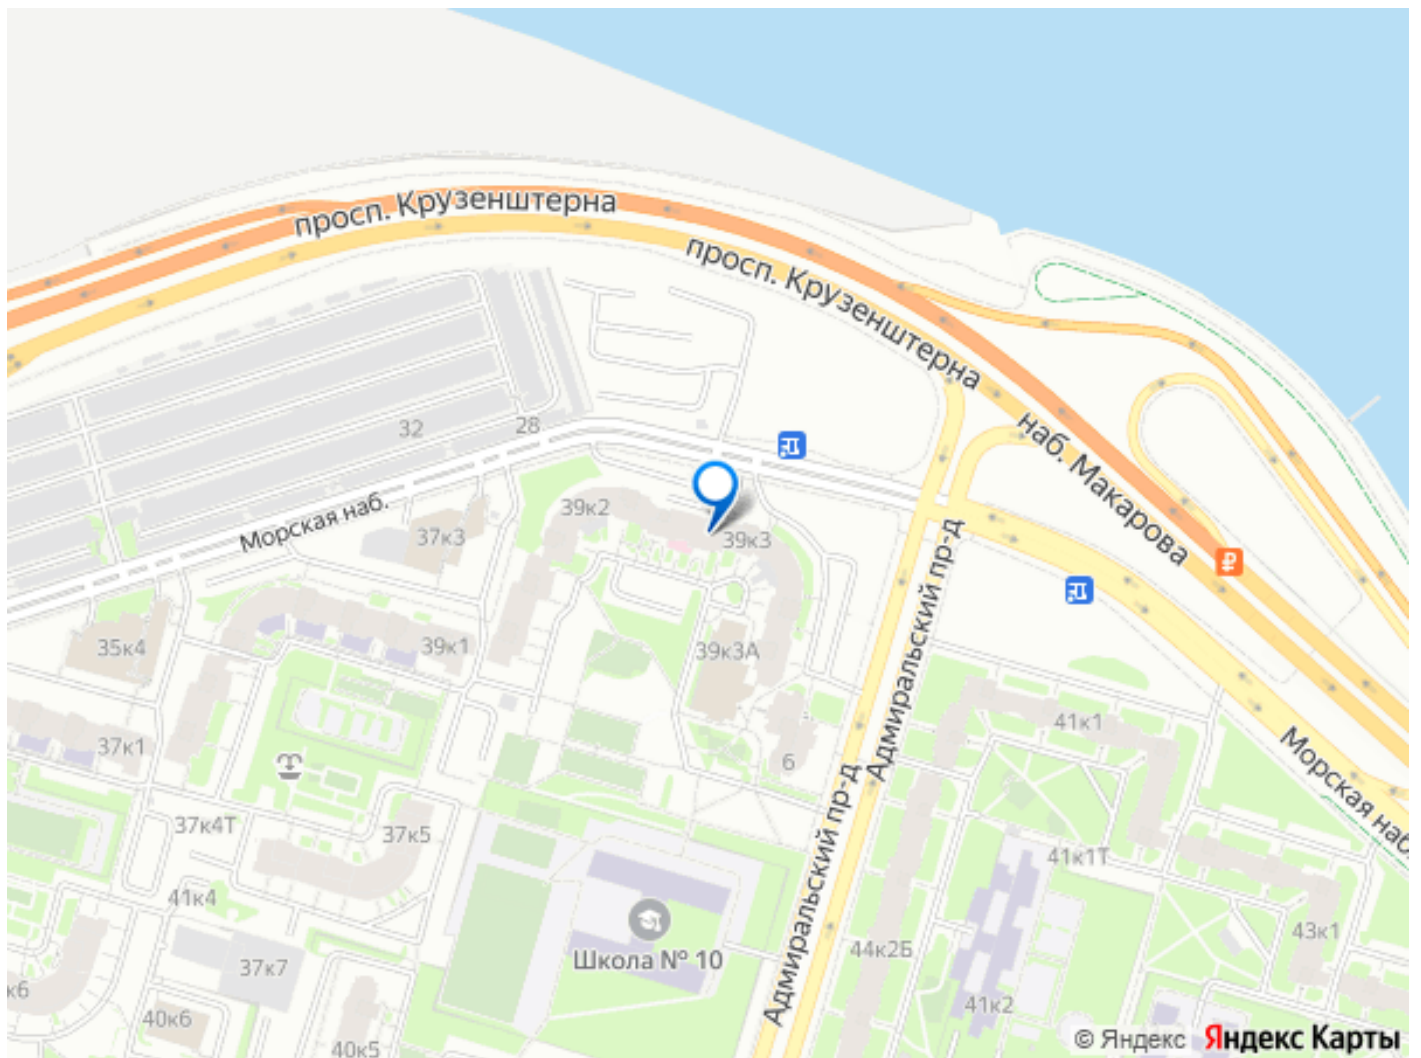 просп. Крузенштерна
просп. Крузенштерна
наб. Макарова
32
28
Морская наб.
39к2
37к3
39к3
Адмиральский пр-д
35к4
39к1
39к3А
41к1
37к1
6
Морская наб.
37к4Т
37к5
Адмиральский пр-д
41к1Т
41к4
Школа № 10
44к2Б
43к1
37к7
к6
40к6
41к2
40к5
© Яндекс Яндекс Карты